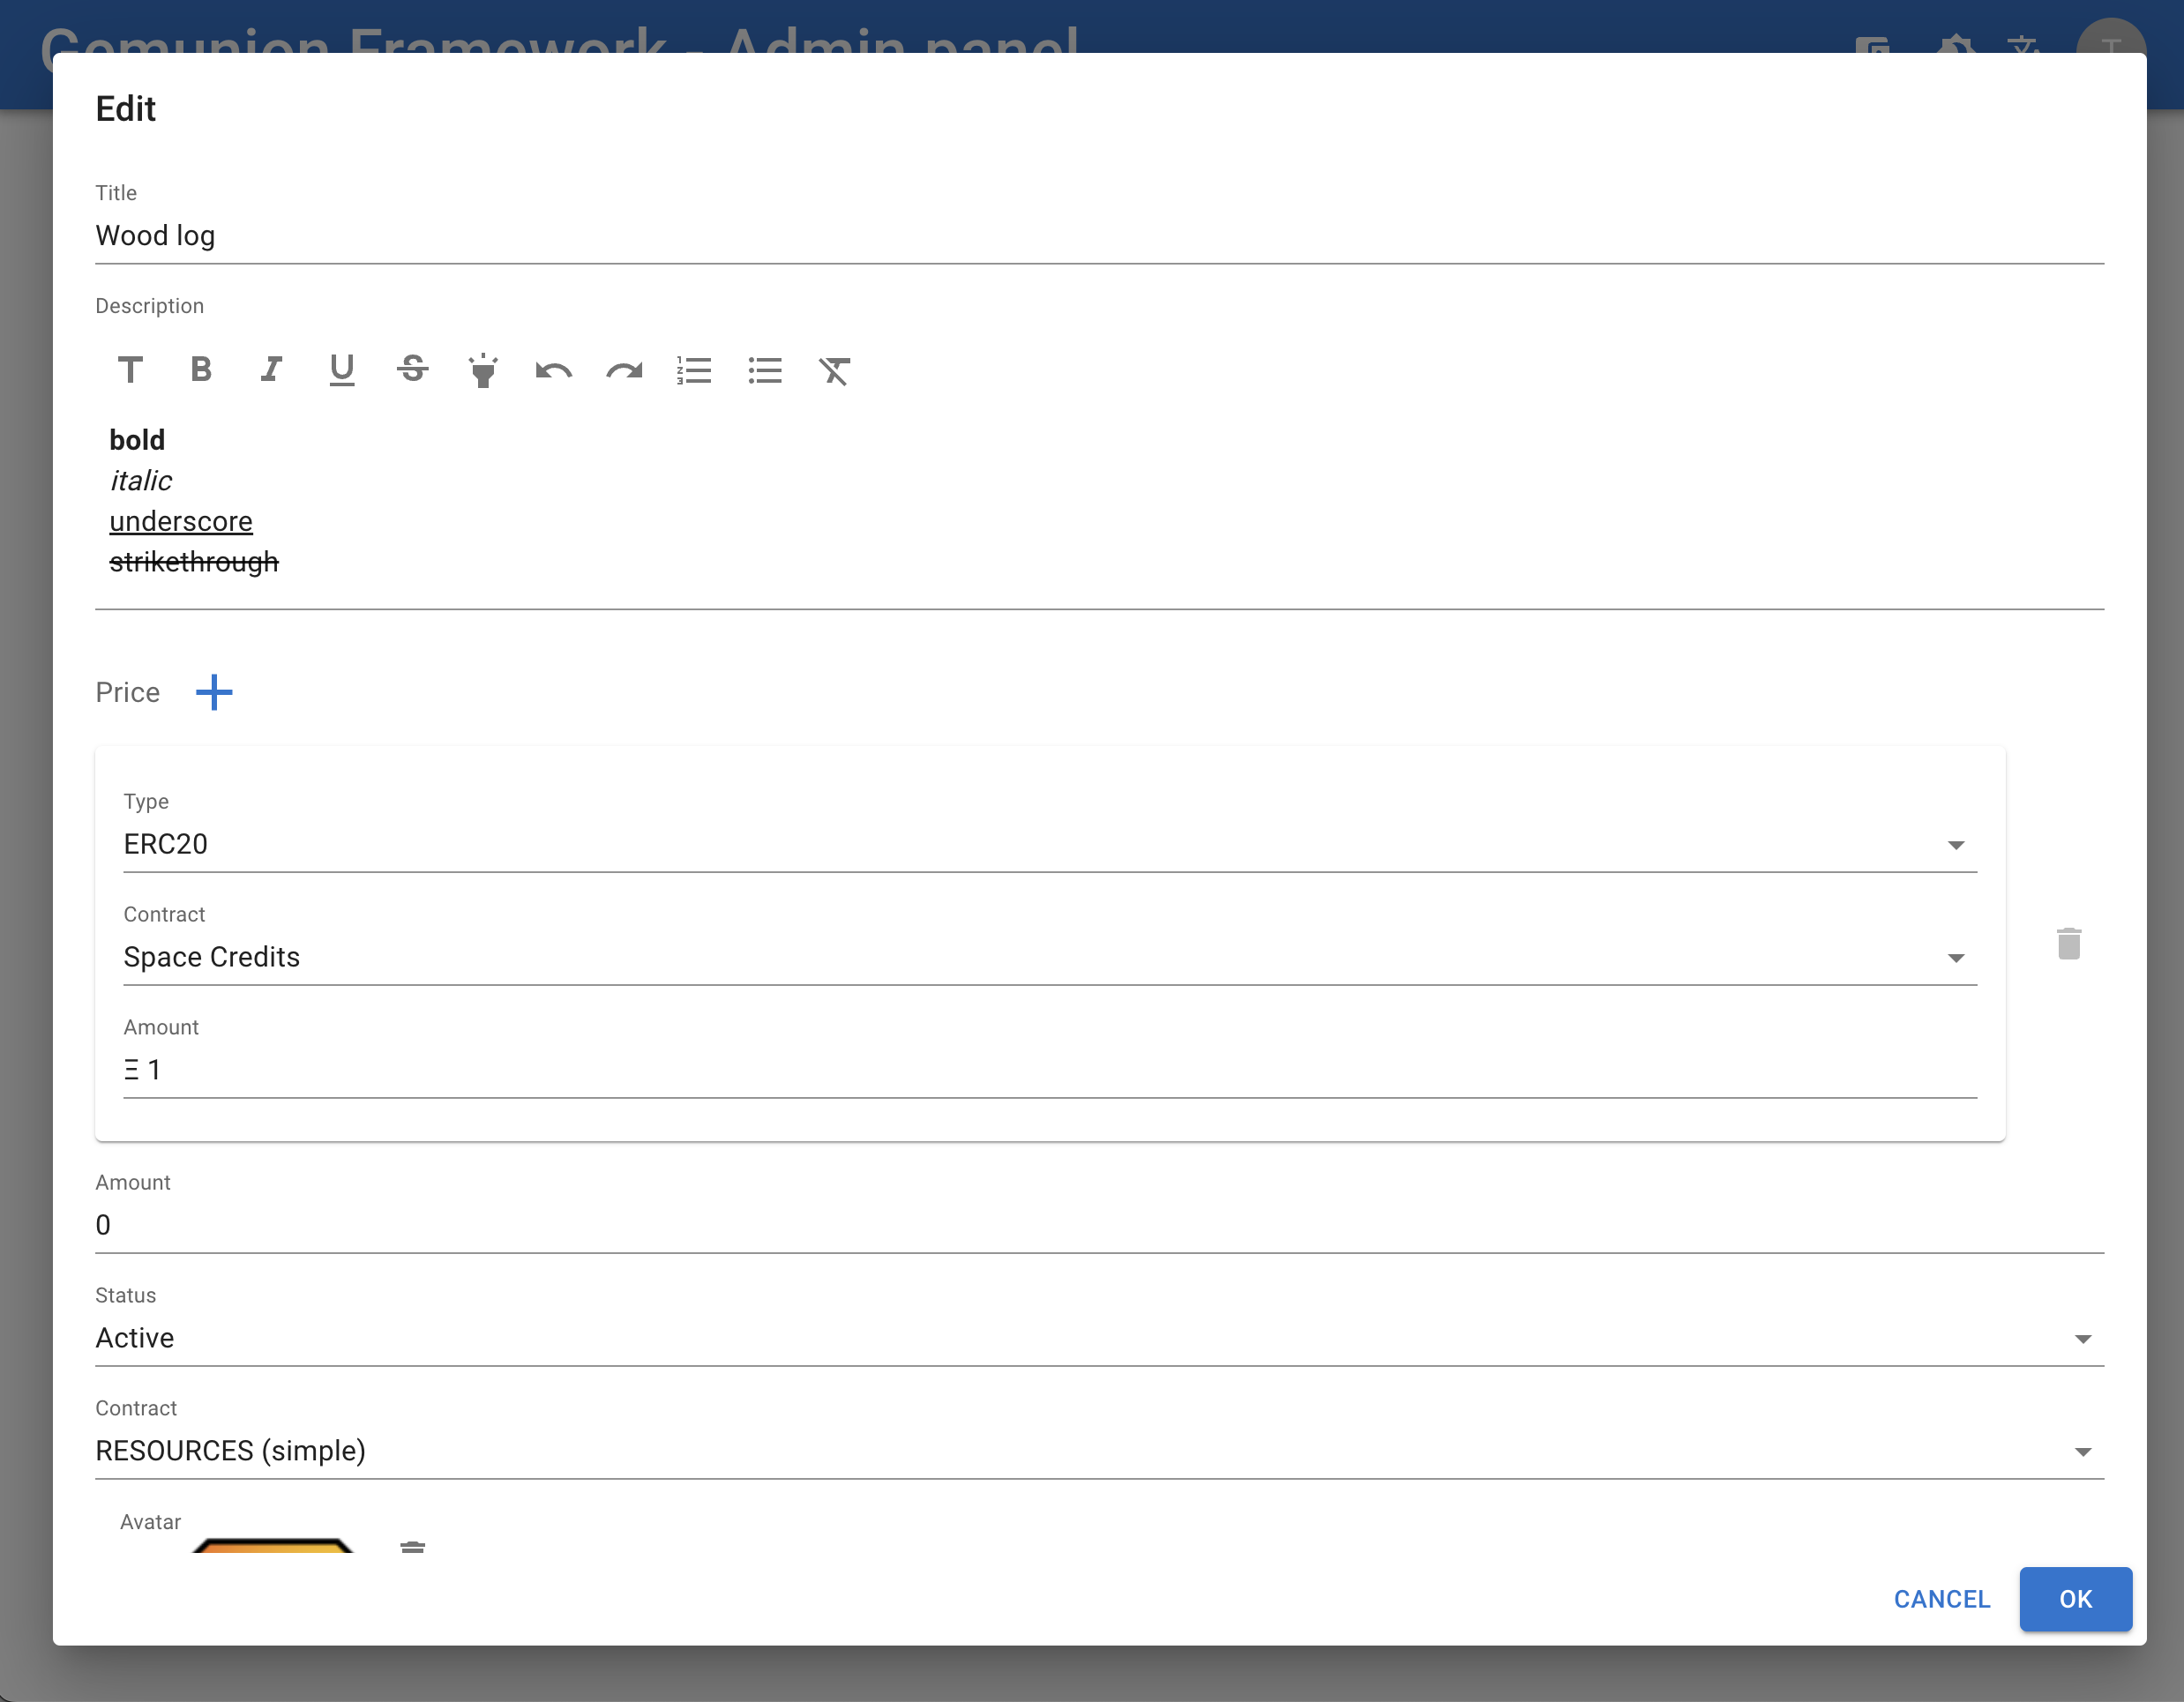 Gemunion Framework - Admin panel
T
Edit
Title
Wood log
Description
bold
italic
underscore
strikethrough
Price
Type
ERC20
Contract
Space Credits
Amount
Ξ 1
Amount
0
Status
Active
Contract
RESOURCES (simple)
Avatar
CANCEL OK